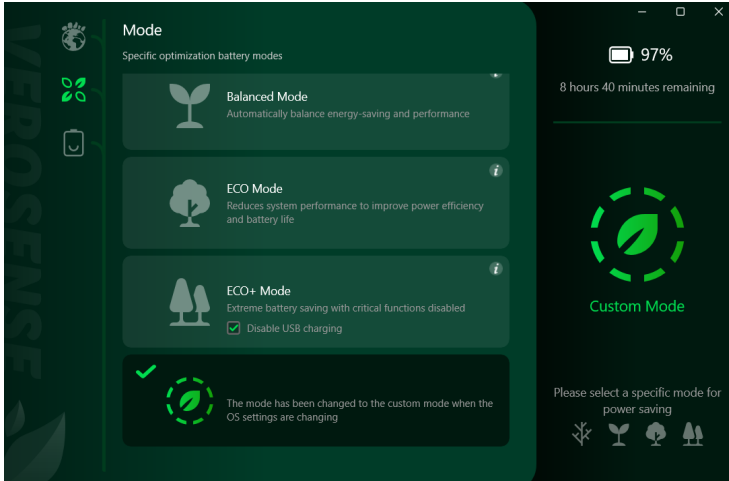 VEROSENSE
Mode
Specific optimization battery modes
Balanced Mode
Automatically balance energy-saving and performance
ECO Mode
Reduces system performance to improve power efficiency
and battery life
ECO+ Mode
Extreme battery saving with critical functions disabled
Disable USB charging
The mode has been changed to the custom mode when the
OS settings are changing
97%
8 hours 40 minutes remaining
Custom Mode
Please select a specific mode for
power saving